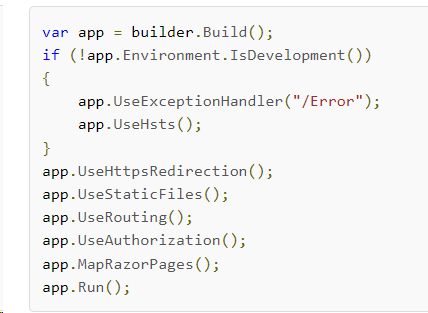 var app = builder.Build();
if (!app.Environment.IsDevelopment())
{
    app.UseExceptionHandler("/Error");
    app.UseHsts();
}
app.UseHttpsRedirection();
app.UseStaticFiles();
app.UseRouting();
app.UseAuthorization();
app.MapRazorPages();
app.Run();